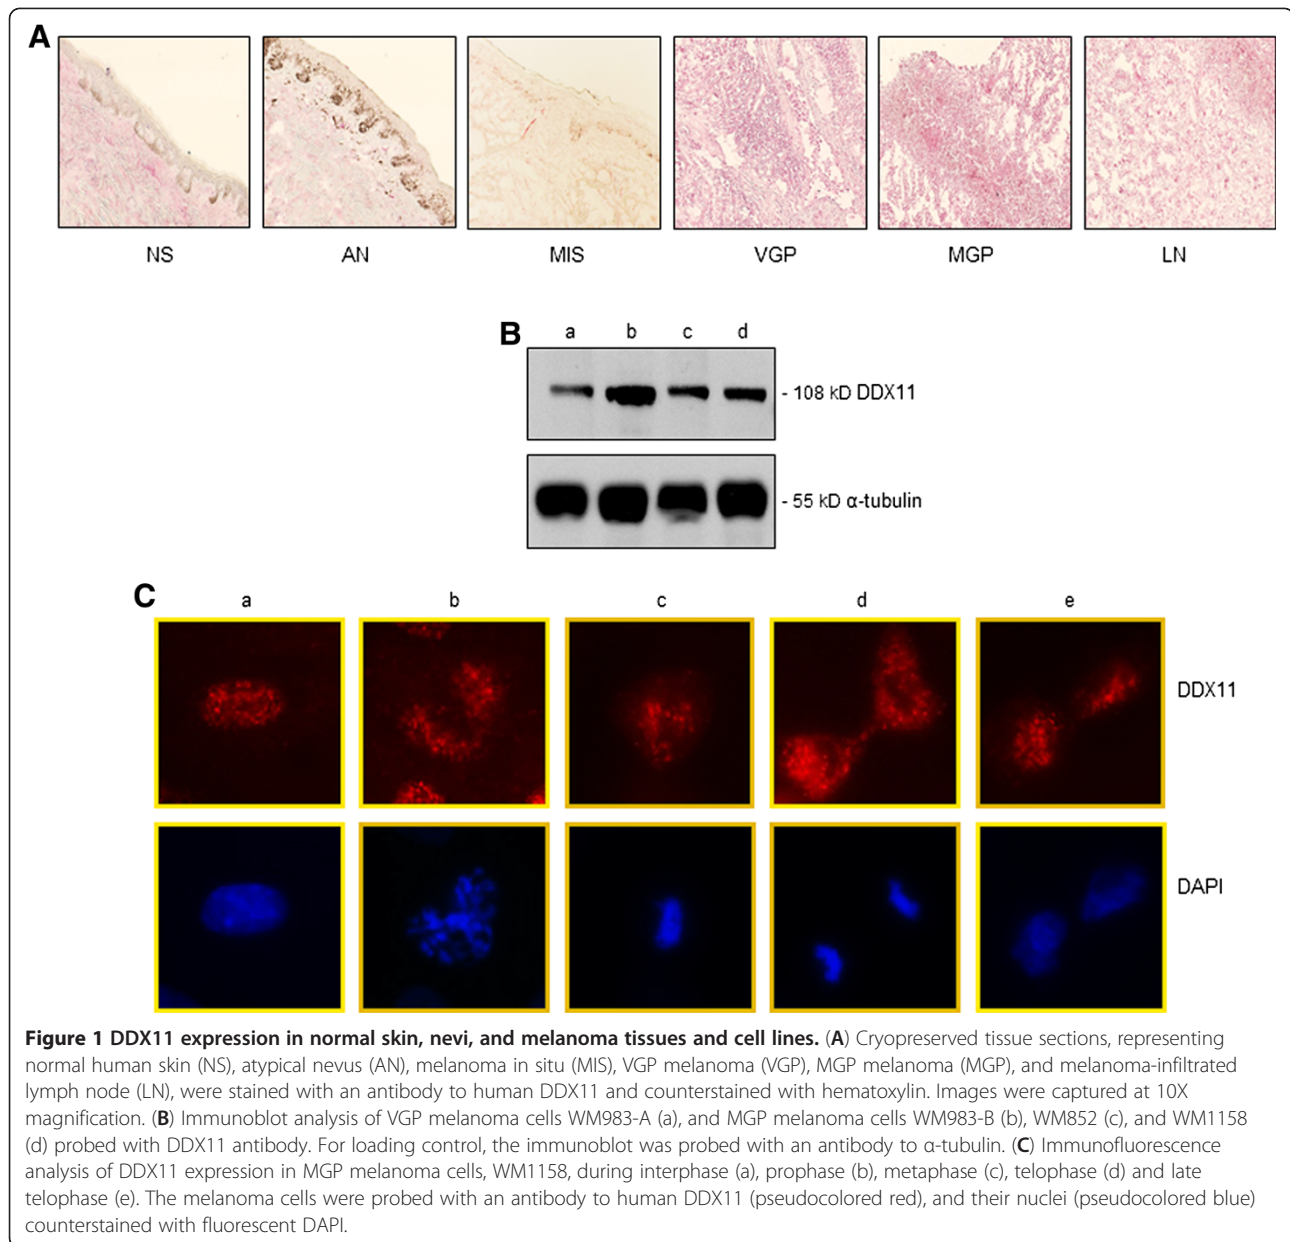 A
NS AN MIS VGP MGP LN
B
a b c d
- 108 kD DDX11
- 55 kD α-tubulin
C
a b c d e
DDX11
DAPI
Figure 1 DDX11 expression in normal skin, nevi, and melanoma tissues and cell lines. (A) Cryopreserved tissue sections, representing
normal human skin (NS), atypical nevus (AN), melanoma in situ (MIS), VGP melanoma (VGP), MGP melanoma (MGP), and melanoma-infiltrated
lymph node (LN), were stained with an antibody to human DDX11 and counterstained with hematoxylin. Images were captured at 10X
magnification. (B) Immunoblot analysis of VGP melanoma cells WM983-A (a), and MGP melanoma cells WM983-B (b), WM852 (c), and WM1158
(d) probed with DDX11 antibody. For loading control, the immunoblot was probed with an antibody to α-tubulin. (C) Immunofluorescence
analysis of DDX11 expression in MGP melanoma cells, WM1158, during interphase (a), prophase (b), metaphase (c), telophase (d) and late
telophase (e). The melanoma cells were probed with an antibody to human DDX11 (pseudocolored red), and their nuclei (pseudocolored blue)
counterstained with fluorescent DAPI.